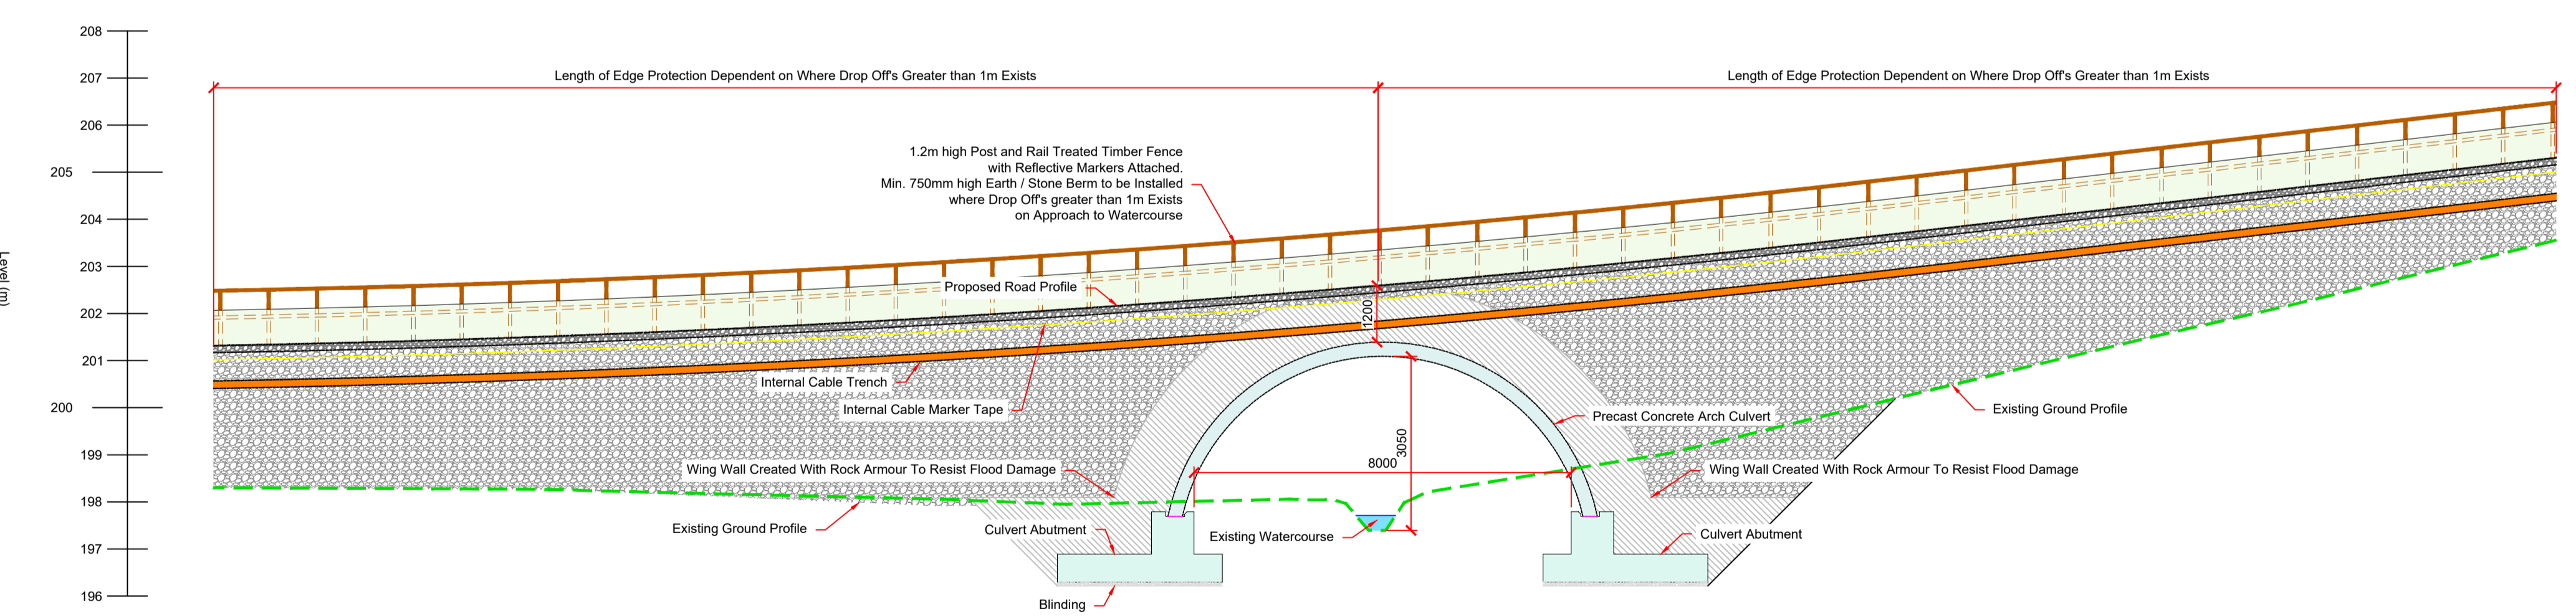 208
207
206
205
204
203
202
201
200
199
198
197
196
Level (m)
Length of Edge Protection Dependent on Where Drop Off's Greater than 1m Exists
Length of Edge Protection Dependent on Where Drop Off's Greater than 1m Exists
1.2m high Post and Rail Treated Timber Fence
with Reflective Markers Attached.
Min. 750mm high Earth / Stone Berm to be Installed
where Drop Off's greater than 1m Exists
on Approach to Watercourse
Proposed Road Profile
1200
Internal Cable Trench
Internal Cable Marker Tape
Precast Concrete Arch Culvert
Existing Ground Profile
3050
8000
Wing Wall Created With Rock Armour To Resist Flood Damage
Wing Wall Created With Rock Armour To Resist Flood Damage
Existing Ground Profile
Culvert Abutment
Existing Watercourse
Culvert Abutment
Blinding